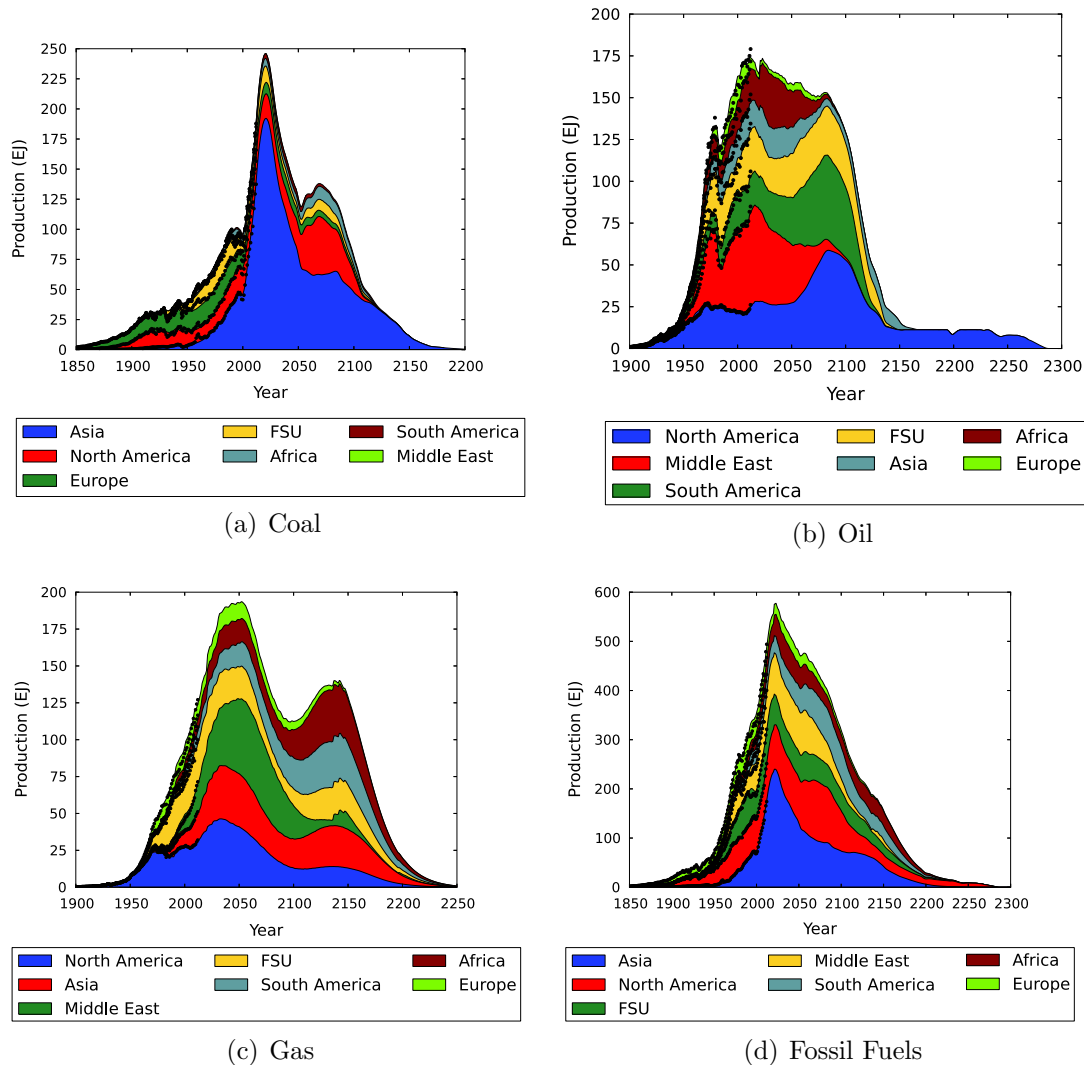 250
225
200
175
150
125
100
75
50
25
0
Production (EJ)
1850 1900 1950 2000 2050 2100 2150 2200
Year
Asia FSU South America
North America Africa Middle East
Europe
(a) Coal
200
175
150
125
100
75
50
25
0
Production (EJ)
1900 1950 2000 2050 2100 2150 2200 2250 2300
Year
North America FSU Africa
Middle East Asia Europe
South America
(b) Oil
200
175
150
125
100
75
50
25
0
Production (EJ)
1900 1950 2000 2050 2100 2150 2200 2250
Year
North America FSU Africa
Asia South America Europe
Middle East
(c) Gas
600
500
400
300
200
100
0
Production (EJ)
1850 1900 1950 2000 2050 2100 2150 2200 2250 2300
Year
Asia Middle East Africa
North America South America Europe
FSU
(d) Fossil Fuels